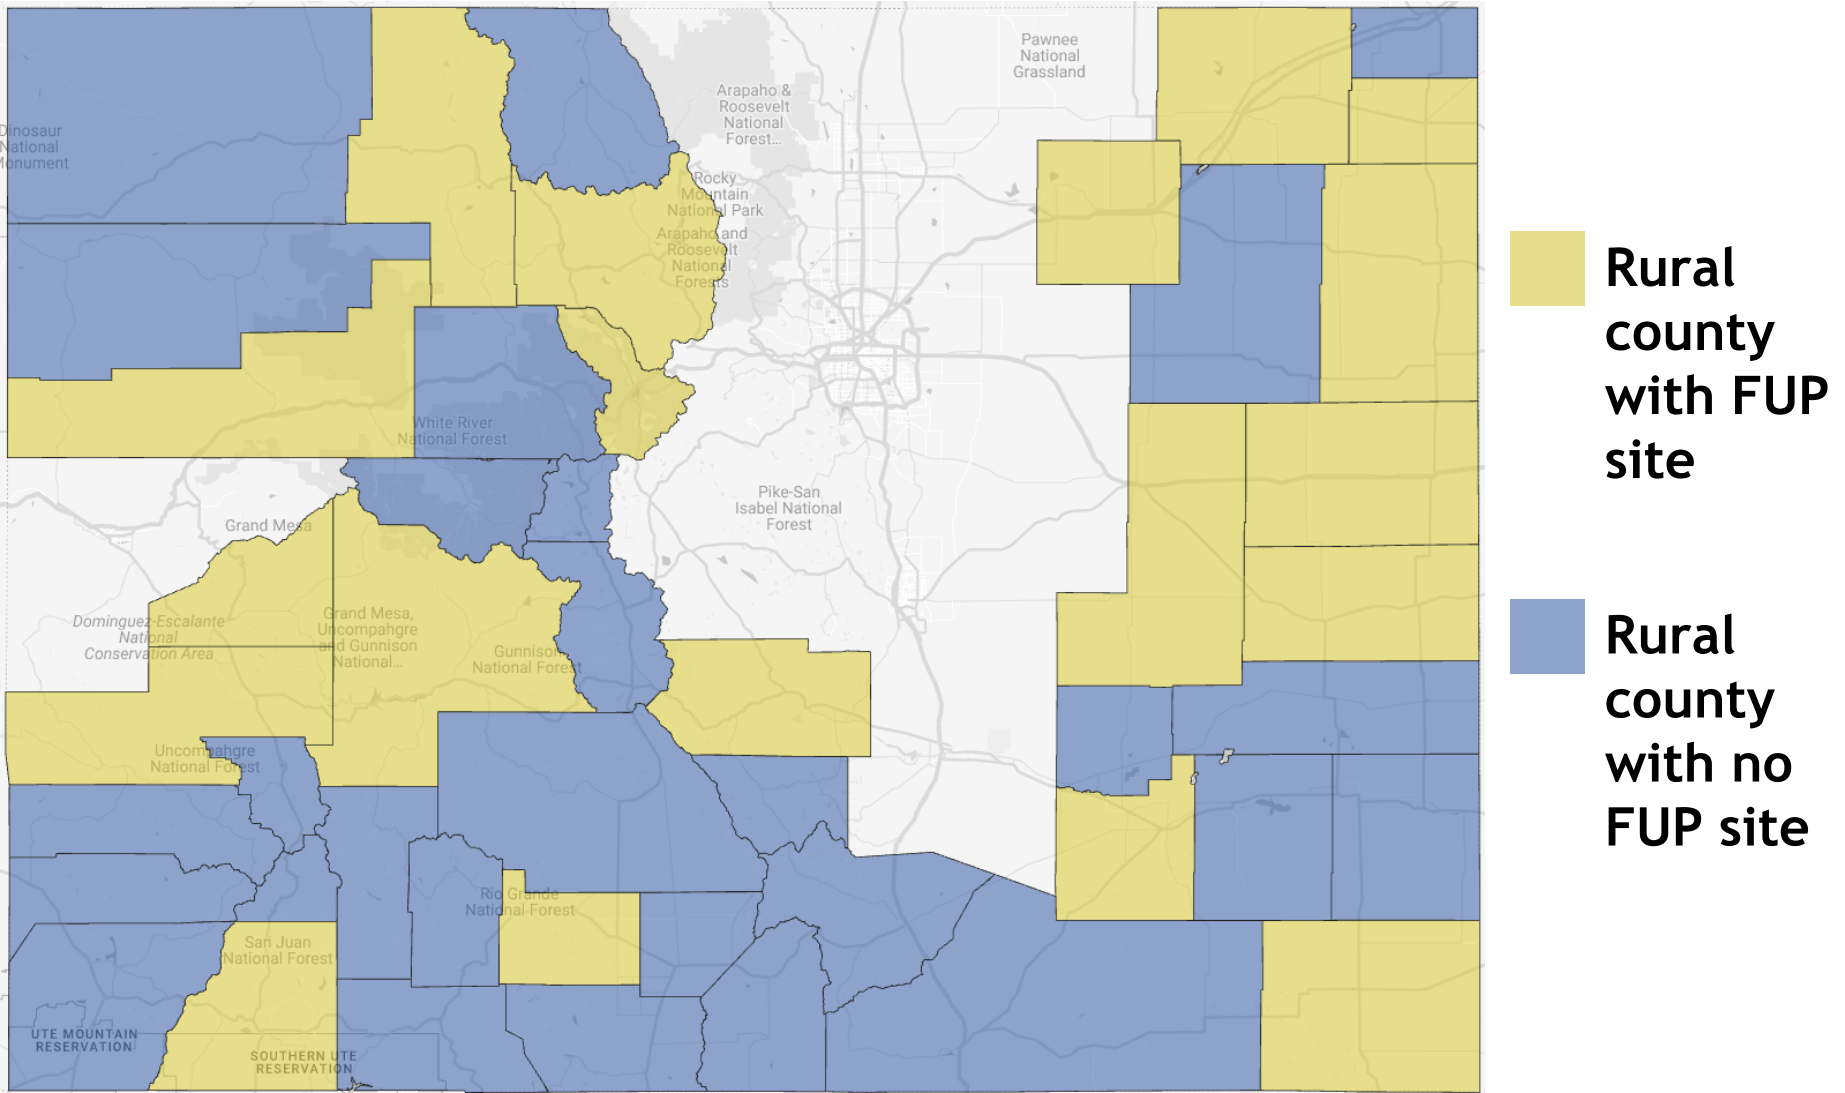 Pawnee
National
Grassland
Arapaho &
Roosevelt
National
Forest...
Dinosaur
National
Monument
Rocky
Mountain
National Park
Arapaho and
Roosevelt
National
Forests
White River
National Forest
Grand Mesa
Pike-San
Isabel National
Forest
Dominguez-Escalante
National
Conservation Area
Grand Mesa,
Uncompahgre
and Gunnison
National...
Gunnison
National Forest
Uncompahgre
National Forest
Rio Grande
National Forest
San Juan
National Forest
UTE MOUNTAIN
RESERVATION
SOUTHERN UTE
RESERVATION
Rural
county
with FUP
site
Rural
county
with no
FUP site